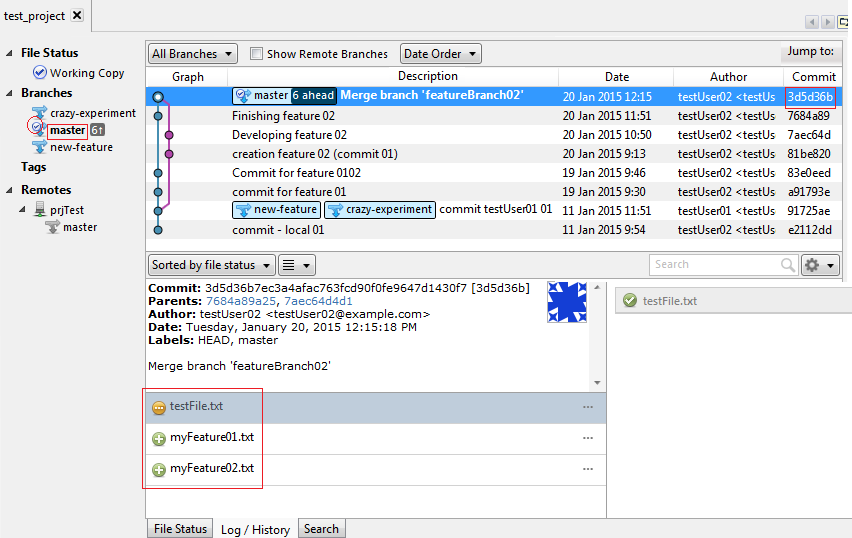 test_project
File Status
Working Copy
Branches
crazy-experiment
master 6↑
new-feature
Tags
Remotes
prjTest
master
All Branches Show Remote Branches Date Order Jump to:
Graph Description Date Author Commit
master 6 ahead Merge branch 'featureBranch02' 20 Jan 2015 12:15 testUser02 <testUs 3d5d36b
Finishing feature 02 20 Jan 2015 11:51 testUser02 <testUs 7684a89
Developing feature 02 20 Jan 2015 10:50 testUser02 <testUs 7aec64d
creation feature 02 (commit 01) 20 Jan 2015 9:13 testUser02 <testUs 81be820
Commit for feature 0102 19 Jan 2015 9:46 testUser02 <testUs 83e0eed
commit for feature 01 19 Jan 2015 9:30 testUser02 <testUs a91793e
new-feature crazy-experiment commit testUser01 01 11 Jan 2015 11:51 testUser01 <testUs 91725ae
commit - local 01 11 Jan 2015 9:54 testUser02 <testUs e2112dd
Sorted by file status Search
Commit: 3d5d36b7ec3a4afac763fcd90f0fe9647d1430f7 [3d5d36b]
Parents: 7684a89a25, 7aec64d4d1
Author: testUser02 <testUser02@example.com>
Date: Tuesday, January 20, 2015 12:15:18 PM
Labels: HEAD, master
Merge branch 'featureBranch02'
testFile.txt
testFile.txt
myFeature01.txt
myFeature02.txt
File Status Log / History Search